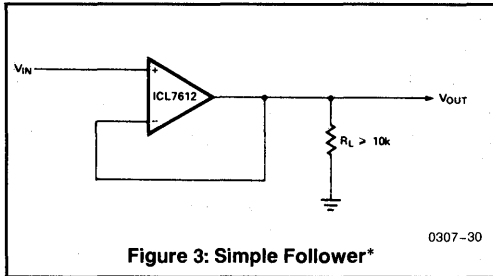 VIN
+
ICL7612
−
VOUT
RL ≥ 10k
0307-30
Figure 3: Simple Follower*